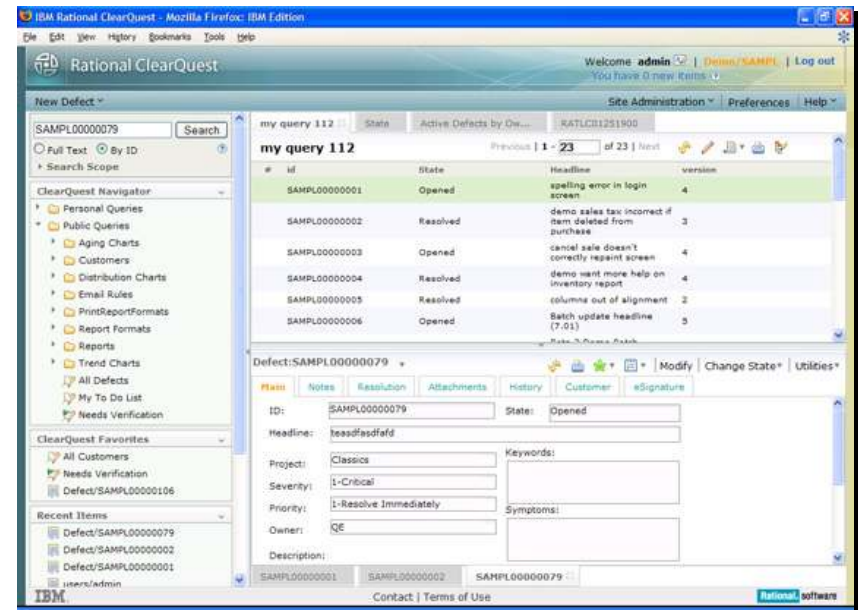 IBM Rational ClearQuest - Mozilla Firefox: IBM Edition
File Edit View History Bookmarks Tools Help
Rational ClearQuest
Welcome admin | Demo/SAMPL | Log out
You have 0 new items
New Defect
Site Administration Preferences Help
SAMPL00000079 Search
Full Text By ID
Search Scope
ClearQuest Navigator
Personal Queries
Public Queries
Aging Charts
Customers
Distribution Charts
Email Rules
PrintReportFormats
Report Formats
Reports
Trend Charts
All Defects
My To Do List
Needs Verification
ClearQuest Favorites
All Customers
Needs Verification
Defect/SAMPL00000106
Recent Items
Defect/SAMPL00000079
Defect/SAMPL00000002
Defect/SAMPL00000001
users/admin
my query 112 State Active Defects by Ow... RATLC01251900
my query 112 Previous | 1 - 23 of 23 | Next
# id State Headline version
SAMPL00000001 Opened spelling error in login screen 4
SAMPL00000002 Resolved demo sales tax incorrect if item deleted from purchase 3
SAMPL00000003 Opened cancel sale doesn't correctly repaint screen 4
SAMPL00000004 Resolved demo want more help on inventory report 4
SAMPL00000005 Resolved columns out of alignment 2
SAMPL00000006 Opened Batch update headline (7.01) 5
Defect:SAMPL00000079 Modify Change State Utilities
Main Notes Resolution Attachments History Customer eSignature
ID: SAMPL00000079 State: Opened
Headline: teasdfasdfafd
Project: Classics Keywords:
Severity: 1-Critical
Priority: 1-Resolve Immediately Symptoms:
Owner: QE
Description:
SAMPL00000001 SAMPL00000002 SAMPL00000079
IBM Contact | Terms of Use Rational software